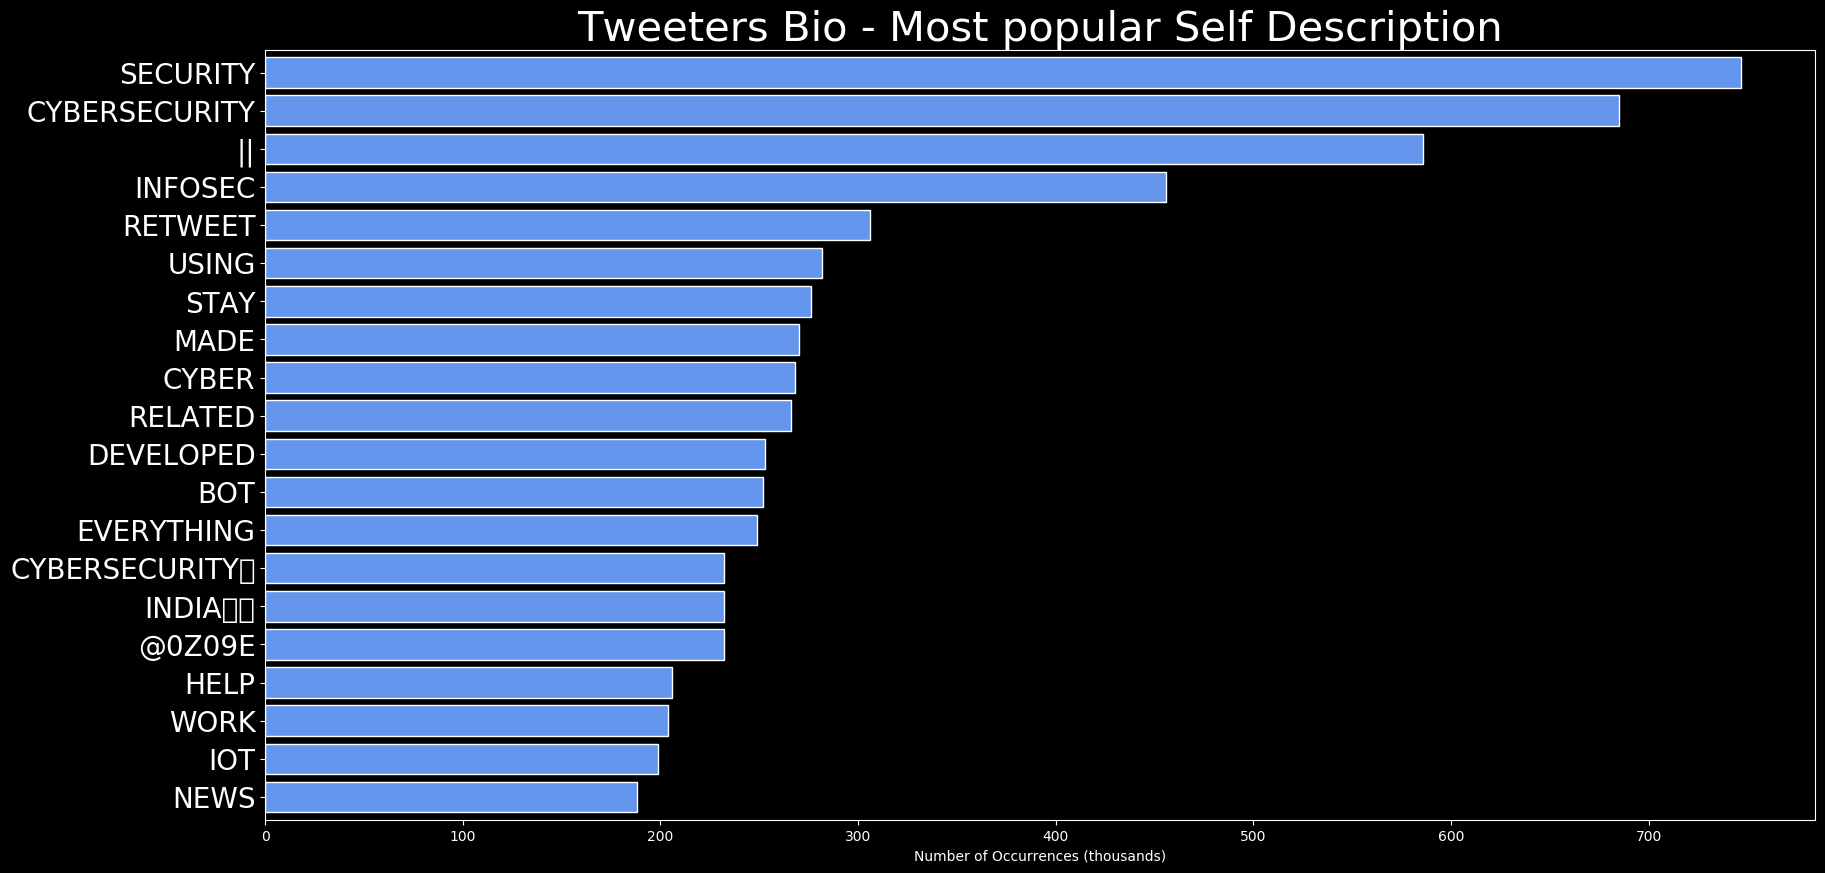 Tweeters Bio - Most popular Self Description
SECURITY
CYBERSECURITY
||
INFOSEC
RETWEET
USING
STAY
MADE
CYBER
RELATED
DEVELOPED
BOT
EVERYTHING
CYBERSECURITY▯
INDIA▯▯
@0Z09E
HELP
WORK
IOT
NEWS
0 100 200 300 400 500 600 700
Number of Occurrences (thousands)